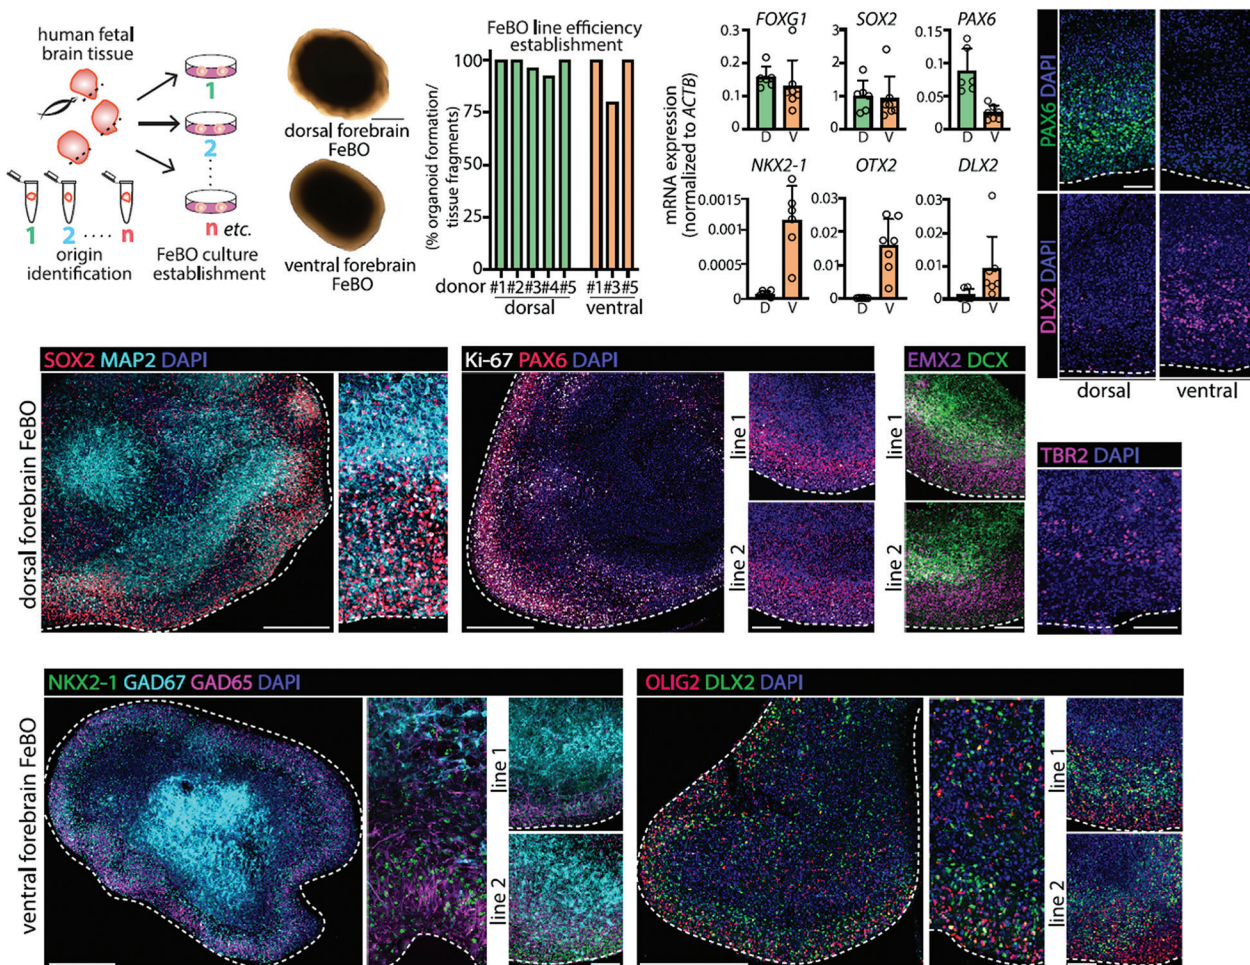 human fetal
brain tissue
1
2
n etc.
1 2 ..... n
origin
identification
FeBO culture
establishment
dorsal forebrain
FeBO
ventral forebrain
FeBO
FeBO line efficiency
establishment
(% organoid formation/
tissue fragments)
100
75
50
25
0
donor #1 #2 #3 #4 #5 #1 #3 #5
dorsal ventral
mRNA expression
(normalized to ACTB)
FOXG1
0.3
0.2
0.1
0
D V
SOX2
4
3
2
1
0
D V
PAX6
0.15
0.10
0.05
0
D V
NKX2-1
0.0015
0.001
0.0005
0
D V
OTX2
0.03
0.02
0.01
0
D V
DLX2
0.03
0.02
0.01
0
D V
PAX6 DAPI
DLX2 DAPI
dorsal ventral
dorsal forebrain FeBO
SOX2 MAP2 DAPI
Ki-67 PAX6 DAPI
line 1
line 2
EMX2 DCX
line 1
line 2
TBR2 DAPI
ventral forebrain FeBO
NKX2-1 GAD67 GAD65 DAPI
line 1
line 2
OLIG2 DLX2 DAPI
line 1
line 2